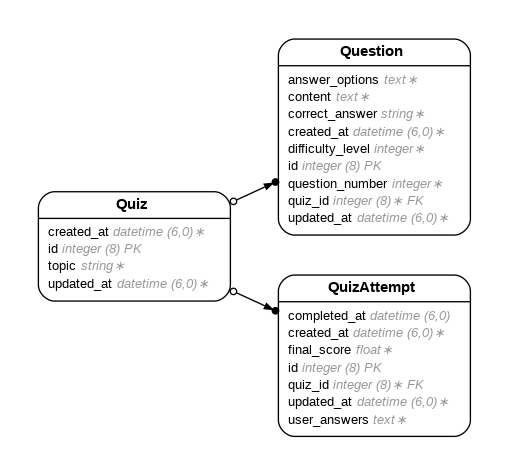 Question
answer_options text∗
content text∗
correct_answer string∗
created_at datetime (6,0)∗
difficulty_level integer∗
id integer (8) PK
question_number integer∗
quiz_id integer (8)∗ FK
updated_at datetime (6,0)∗
Quiz
created_at datetime (6,0)∗
id integer (8) PK
topic string∗
updated_at datetime (6,0)∗
QuizAttempt
completed_at datetime (6,0)
created_at datetime (6,0)∗
final_score float∗
id integer (8) PK
quiz_id integer (8)∗ FK
updated_at datetime (6,0)∗
user_answers text∗